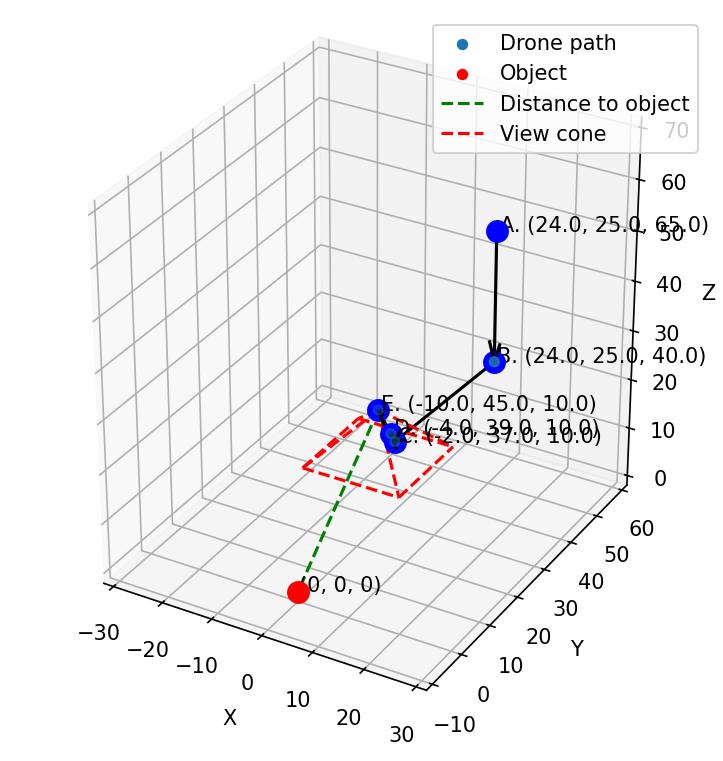 Drone path
Object
Distance to object
View cone
70
60
A. (24.0, 25.0, 65.0)
50
40
Z
30
B. (24.0, 25.0, 40.0)
20
E. (-10.0, 45.0, 10.0)
D. (-4.0, 39.0, 10.0)
C. (-2.0, 37.0, 10.0)
10
0
(0, 0, 0)
60
50
40
30
20
10
0
−10
Y
−30
−20
−10
0
10
20
30
X